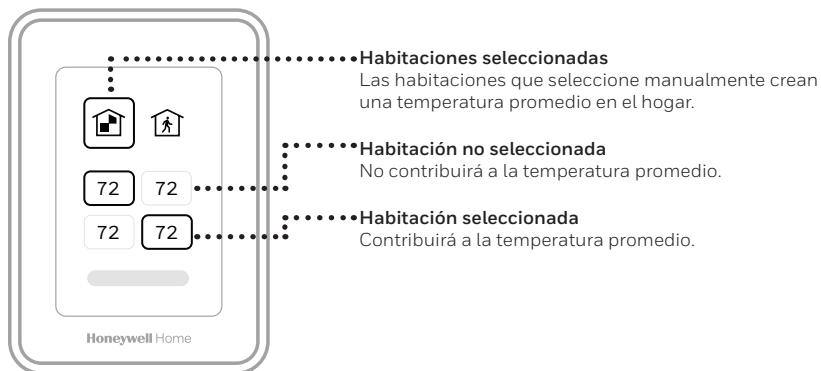 Habitaciones seleccionadas
Las habitaciones que seleccione manualmente crean
una temperatura promedio en el hogar.
Habitación no seleccionada
No contribuirá a la temperatura promedio.
72 72
Habitación seleccionada
Contribuirá a la temperatura promedio.
72 72
Honeywell Home